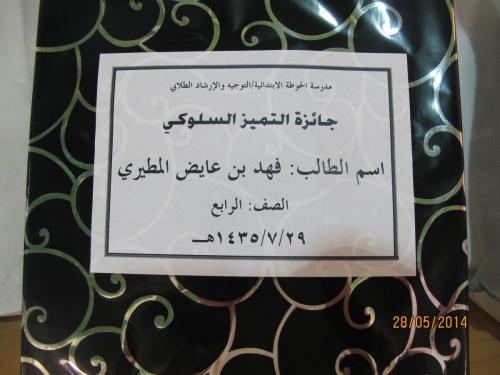 مدرسة الحوطة الابتدائية/التوجيه والإرشاد الطلابي
جائزة التميز السلوكي
اسم الطالب: فهد بن عايض المطيري
الصف: الرابع
١٤٣٥/٧/٢٩هـ
28/05/2014